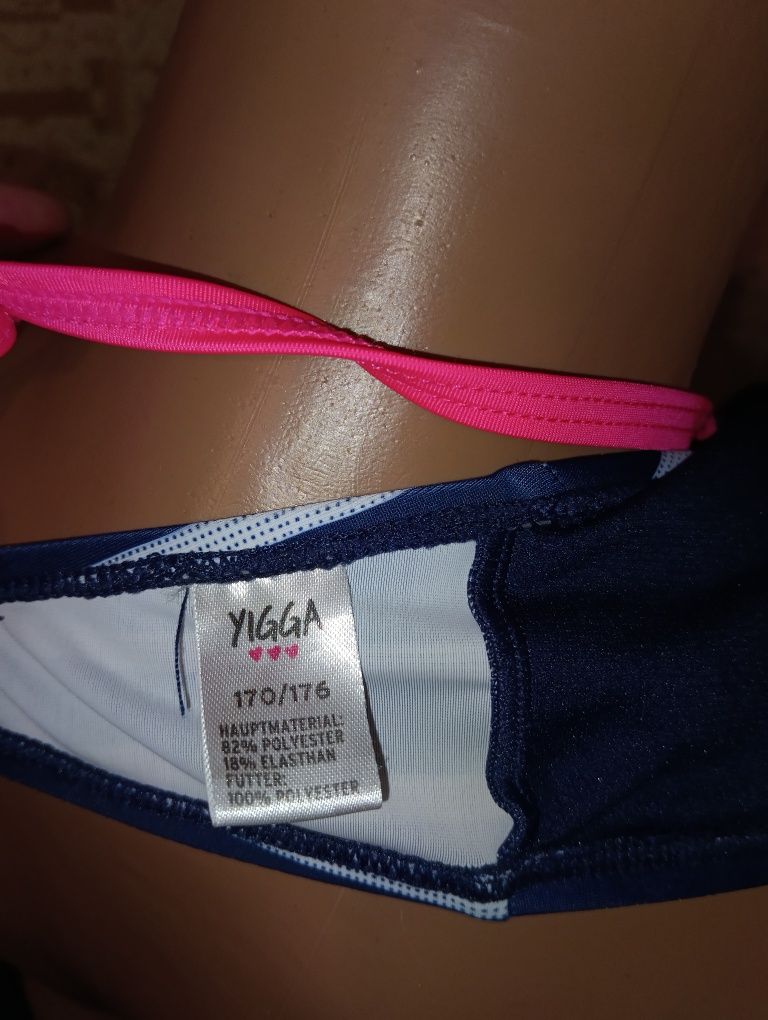 YIGGA
170/176
HAUPTMATERIAL:
82% POLYESTER
18% ELASTHAN
FUTTER:
100% POLYESTER